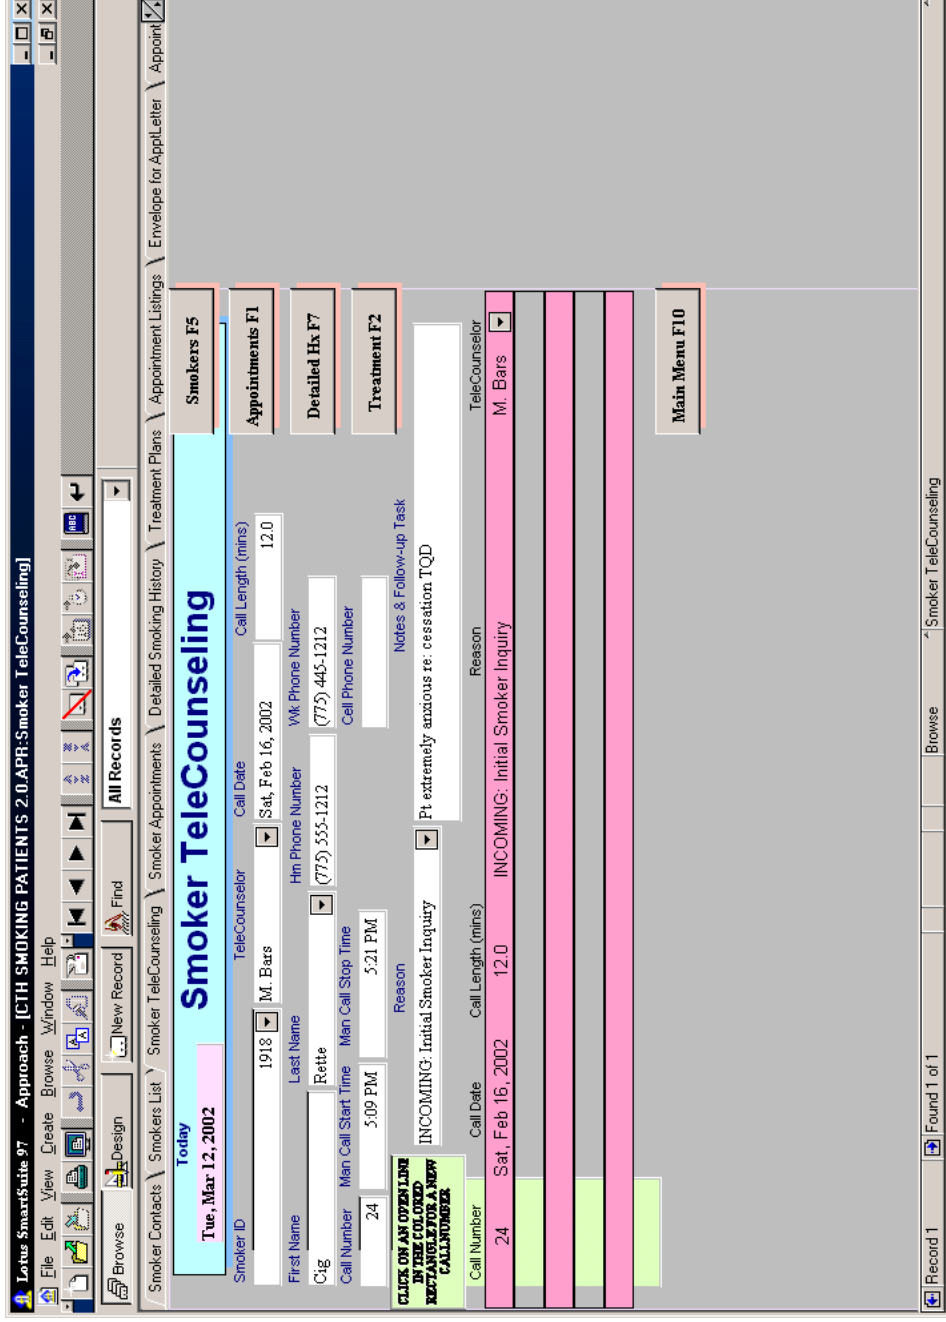 Lotus SmartSuite 97 - Approach - [CTH SMOKING PATIENTS 2.0.APR:Smoker TeleCounseling]
File Edit View Create Browse Window Help
Browse Design New Record Find All Records
Smoker Contacts Smokers List Smoker TeleCounseling Smoker Appointments Detailed Smoking History Treatment Plans Appointment Listings Envelope for ApptLetter Appoint
Today
Tue, Mar 12, 2002
Smoker TeleCounseling
Smokers F5
Smoker ID TeleCounselor Call Date Call Length (mins)
1918 M. Bars Sat, Feb 16, 2002 12.0
Appointments F1
First Name Last Name Hm Phone Number Wk Phone Number
Cig Rette (775) 555-1212 (775) 445-1212
Detailed Hx F7
Call Number Man Call Start Time Man Call Stop Time Cell Phone Number
24 5:09 PM 5:21 PM
Treatment F2
CLICK ON AN OPEN LINE
IN THE COLORED
RECTANGLE FOR A NEW
CALL NUMBER
Reason Notes & Follow-up Task
INCOMING: Initial Smoker Inquiry Pt extremely anxious re: cessation TQD
Call Number Call Date Call Length (mins) Reason TeleCounselor
24 Sat, Feb 16, 2002 12.0 INCOMING: Initial Smoker Inquiry M. Bars
Main Menu F10
Record 1 Found 1 of 1 Browse Smoker TeleCounseling